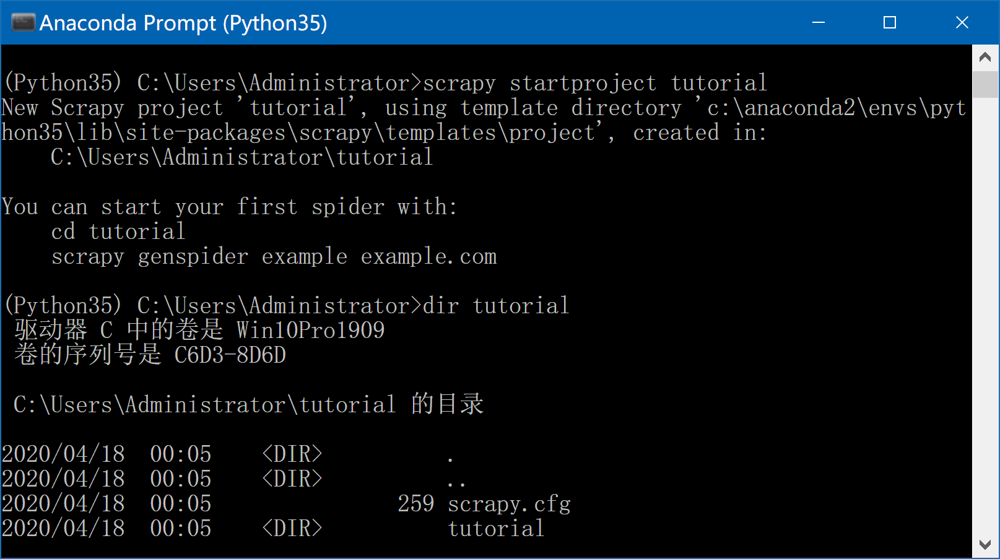 Anaconda Prompt (Python35)
(Python35) C:\Users\Administrator>scrapy startproject tutorial
New Scrapy project 'tutorial', using template directory 'c:\anaconda2\envs\pyt
hon35\lib\site-packages\scrapy\templates\project', created in:
    C:\Users\Administrator\tutorial
You can start your first spider with:
    cd tutorial
    scrapy genspider example example.com
(Python35) C:\Users\Administrator>dir tutorial
 驱动器 C 中的卷是 Win10Pro1909
 卷的序列号是 C6D3-8D6D
 C:\Users\Administrator\tutorial 的目录
2020/04/18  00:05    <DIR>          .
2020/04/18  00:05    <DIR>          ..
2020/04/18  00:05               259 scrapy.cfg
2020/04/18  00:05    <DIR>          tutorial